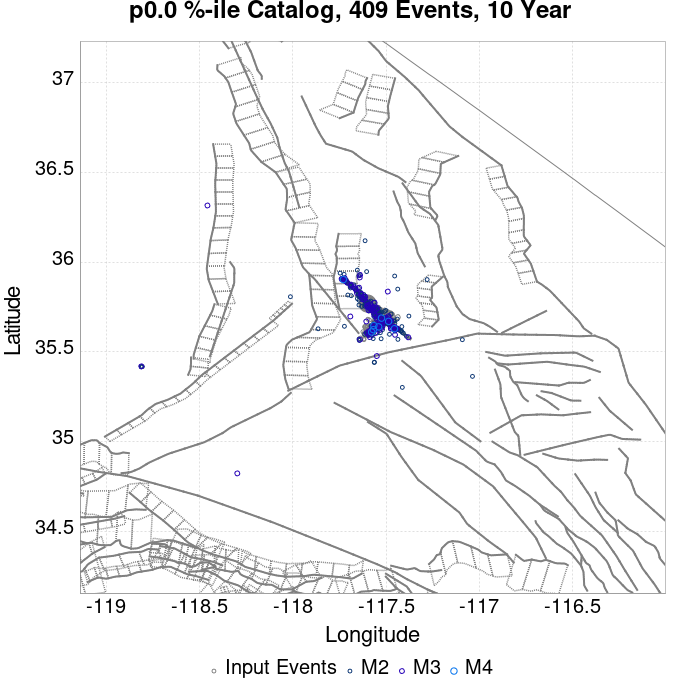 p0.0 %-ile Catalog, 409 Events, 10 Year
37
36.5
36
35.5
35
34.5
Latitude
-119
-118.5
-118
-117.5
-117
-116.5
Longitude
Input Events
M2
M3
M4